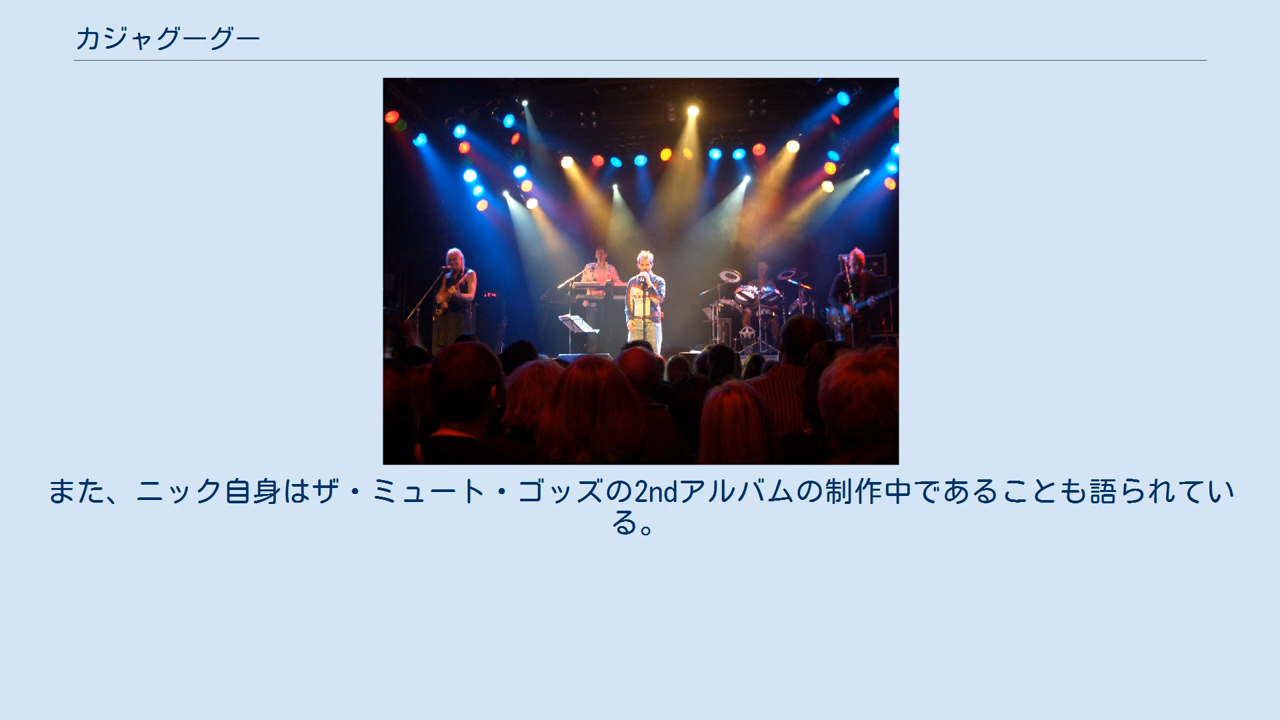 カジャグーグー
また、ニック自身はザ・ミュート・ゴッズの2ndアルバムの制作中であることも語られてい
る。